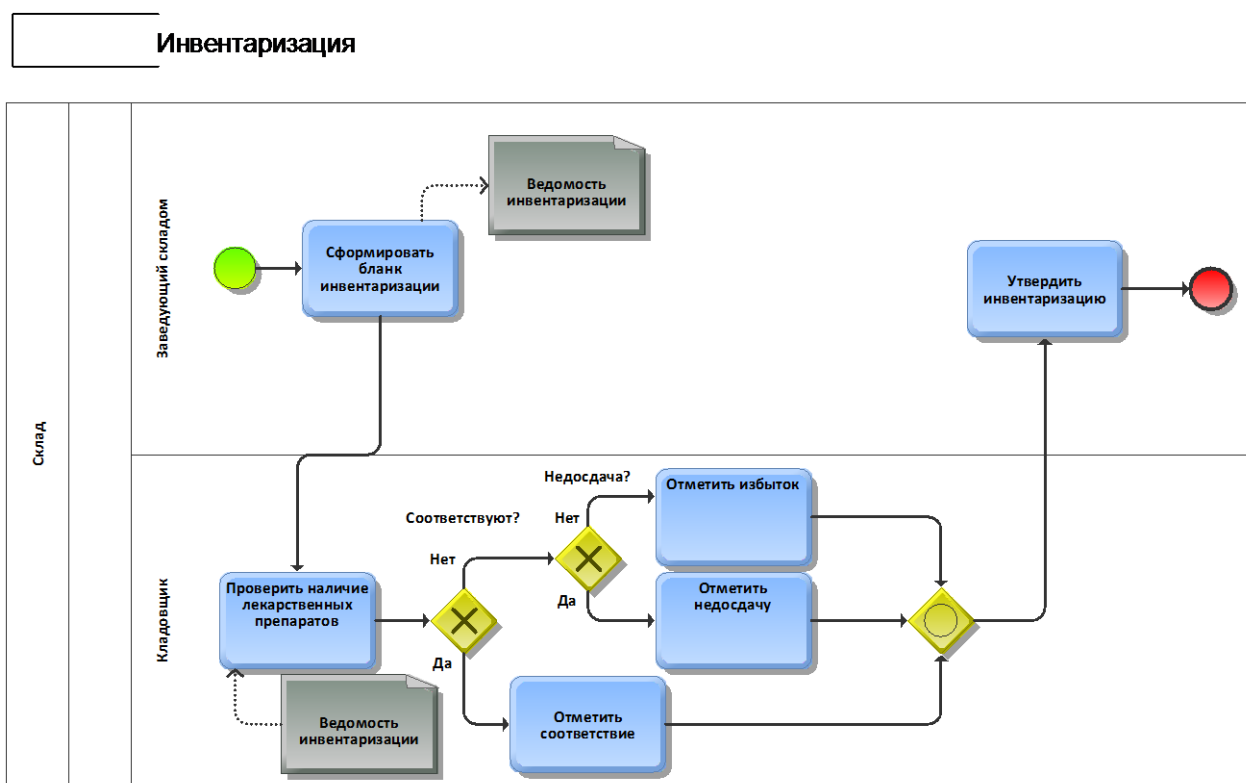 Инвентаризация
Склад
Заведующий складом
Сформировать
бланк
инвентаризации
Ведомость
инвентаризации
Утвердить
инвентаризацию
Кладовщик
Проверить наличие
лекарственных
препаратов
Ведомость
инвентаризации
Соответствуют?
Нет
Да
Недосдача?
Нет
Да
Отметить избыток
Отметить
недосдачу
Отметить
соответствие